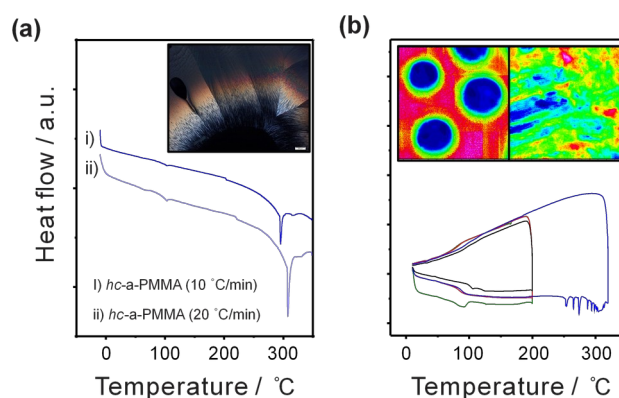 (a)
Heat flow / a.u.
i)
ii)
I) hc-a-PMMA (10 °C/min)
ii) hc-a-PMMA (20 °C/min)
0 100 200 300
Temperature / °C
(b)
0 100 200 300
Temperature / °C